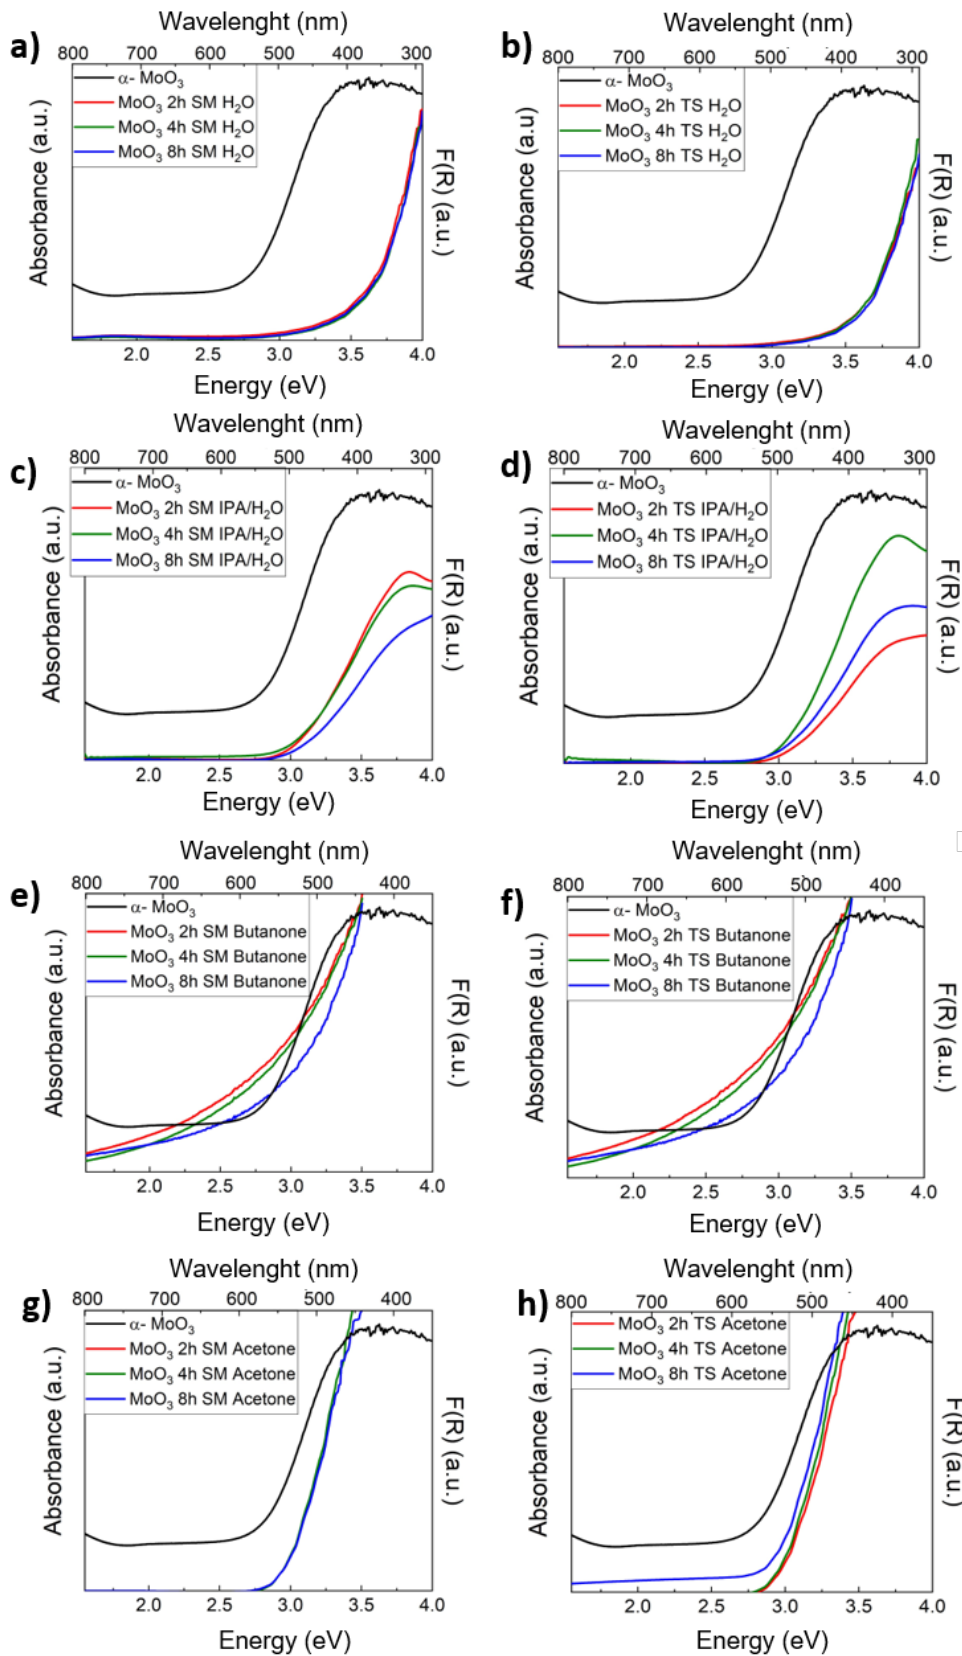 a)
Wavelenght (nm)
800 700 600 500 400 300
α- MoO₃
MoO₃ 2h SM H₂O
MoO₃ 4h SM H₂O
MoO₃ 8h SM H₂O
Absorbance (a.u.)
F(R) (a.u.)
2.0 2.5 3.0 3.5 4.0
Energy (eV)
b)
Wavelenght (nm)
800 700 600 500 400 300
α- MoO₃
MoO₃ 2h TS H₂O
MoO₃ 4h TS H₂O
MoO₃ 8h TS H₂O
Absorbance (a.u)
F(R) (a.u.)
2.0 2.5 3.0 3.5 4.0
Energy (eV)
c)
Wavelenght (nm)
800 700 600 500 400 300
α- MoO₃
MoO₃ 2h SM IPA/H₂O
MoO₃ 4h SM IPA/H₂O
MoO₃ 8h SM IPA/H₂O
Absorbance (a.u.)
F(R) (a.u.)
2.0 2.5 3.0 3.5 4.0
Energy (eV)
d)
Wavelenght (nm)
800 700 600 500 400 300
α- MoO₃
MoO₃ 2h TS IPA/H₂O
MoO₃ 4h TS IPA/H₂O
MoO₃ 8h TS IPA/H₂O
Absorbance (a.u.)
F(R) (a.u.)
2.0 2.5 3.0 3.5 4.0
Energy (eV)
e)
Wavelenght (nm)
800 700 600 500 400
α- MoO₃
MoO₃ 2h SM Butanone
MoO₃ 4h SM Butanone
MoO₃ 8h SM Butanone
Absorbance (a.u.)
F(R) (a.u.)
2.0 2.5 3.0 3.5 4.0
Energy (eV)
f)
Wavelenght (nm)
800 700 600 500 400
α- MoO₃
MoO₃ 2h TS Butanone
MoO₃ 4h TS Butanone
MoO₃ 8h TS Butanone
Absorbance (a.u.)
F(R) (a.u.)
2.0 2.5 3.0 3.5 4.0
Energy (eV)
g)
Wavelenght (nm)
800 700 600 500 400
α- MoO₃
MoO₃ 2h SM Acetone
MoO₃ 4h SM Acetone
MoO₃ 8h SM Acetone
Absorbance (a.u.)
F(R) (a.u.)
2.0 2.5 3.0 3.5 4.0
Energy (eV)
h)
Wavelenght (nm)
800 700 600 500 400
MoO₃ 2h TS Acetone
MoO₃ 4h TS Acetone
MoO₃ 8h TS Acetone
Absorbance (a.u.)
F(R) (a.u.)
2.0 2.5 3.0 3.5 4.0
Energy (eV)